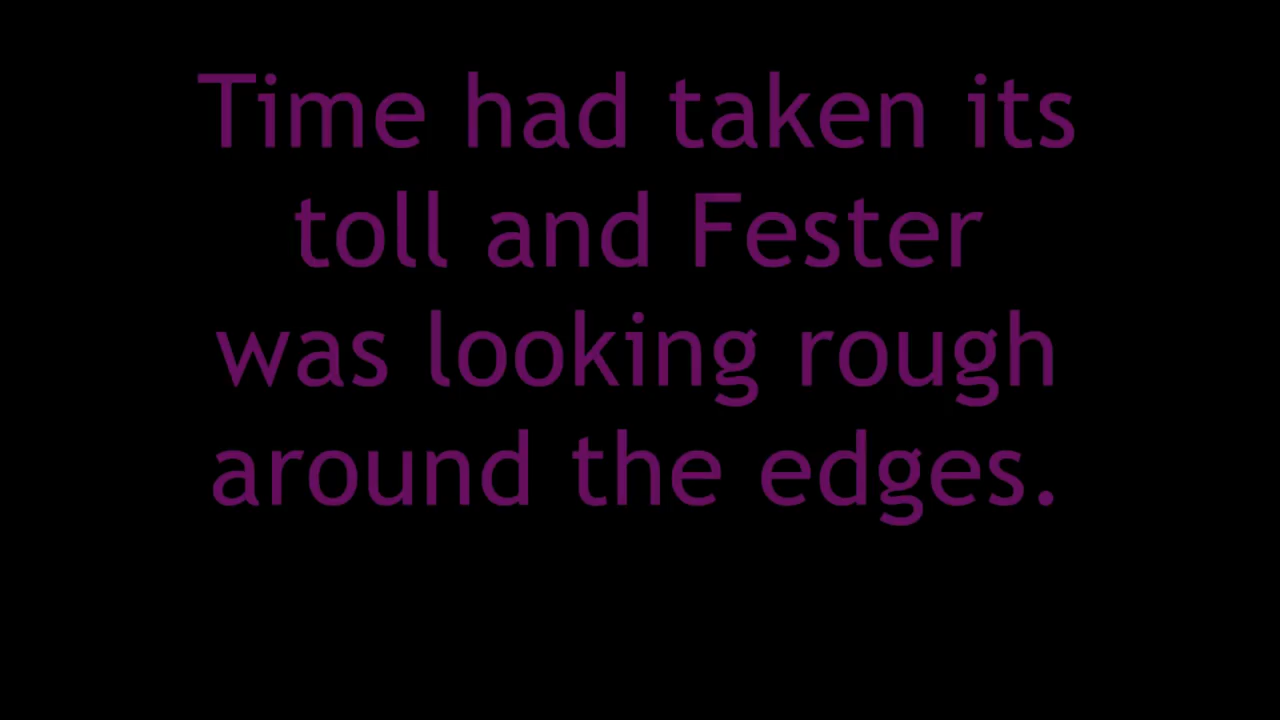 Time had taken its
toll and Fester
was looking rough
around the edges.